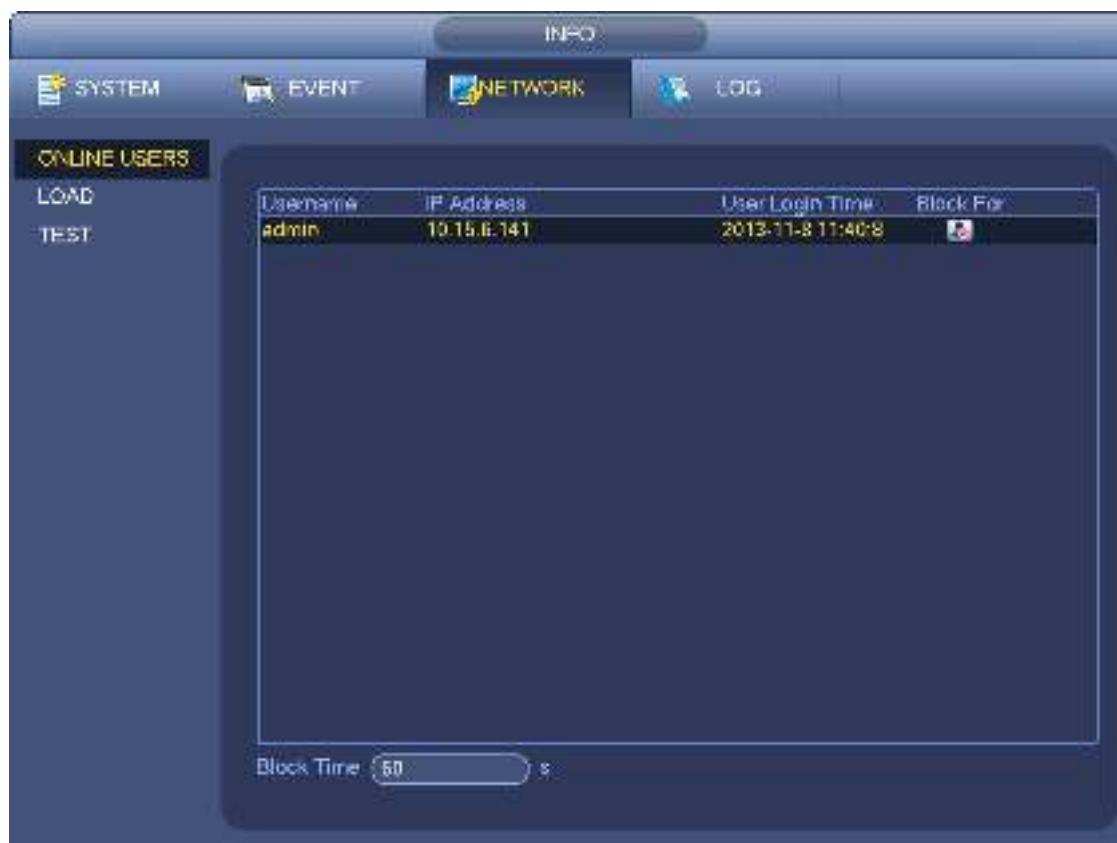 INFO
SYSTEM EVENT NETWORK LOG
ONLINE USERS
LOAD
TEST
Username IP Address User Login Time Block For
admin 10.15.6.141 2013-11-8 11:40:8
Block Time 60 s